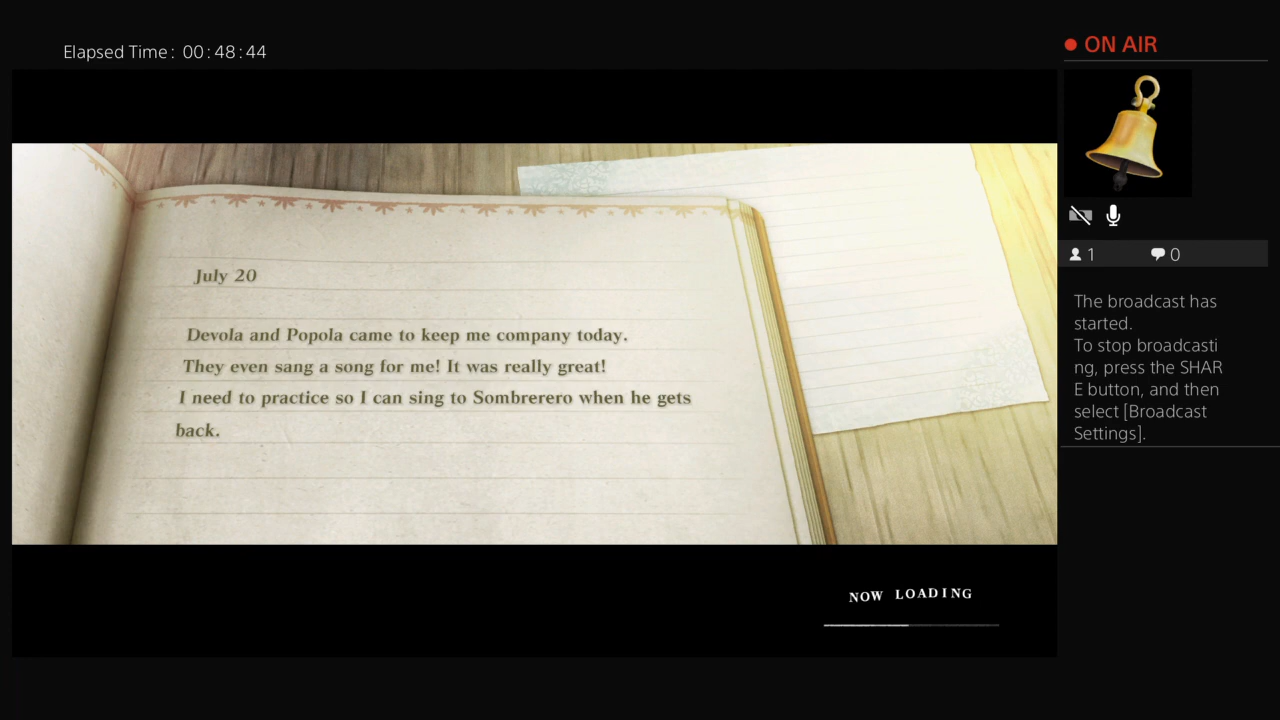 Elapsed Time: 00:48:44
ON AIR
1
0
The broadcast has
started.
To stop broadcasti
ng, press the SHAR
E button, and then
select [Broadcast
Settings].
July 20
Devola and Popola came to keep me company today.
They even sang a song for me! It was really great!
I need to practice so I can sing to Sombrerero when he gets
back.
NOW LOADING